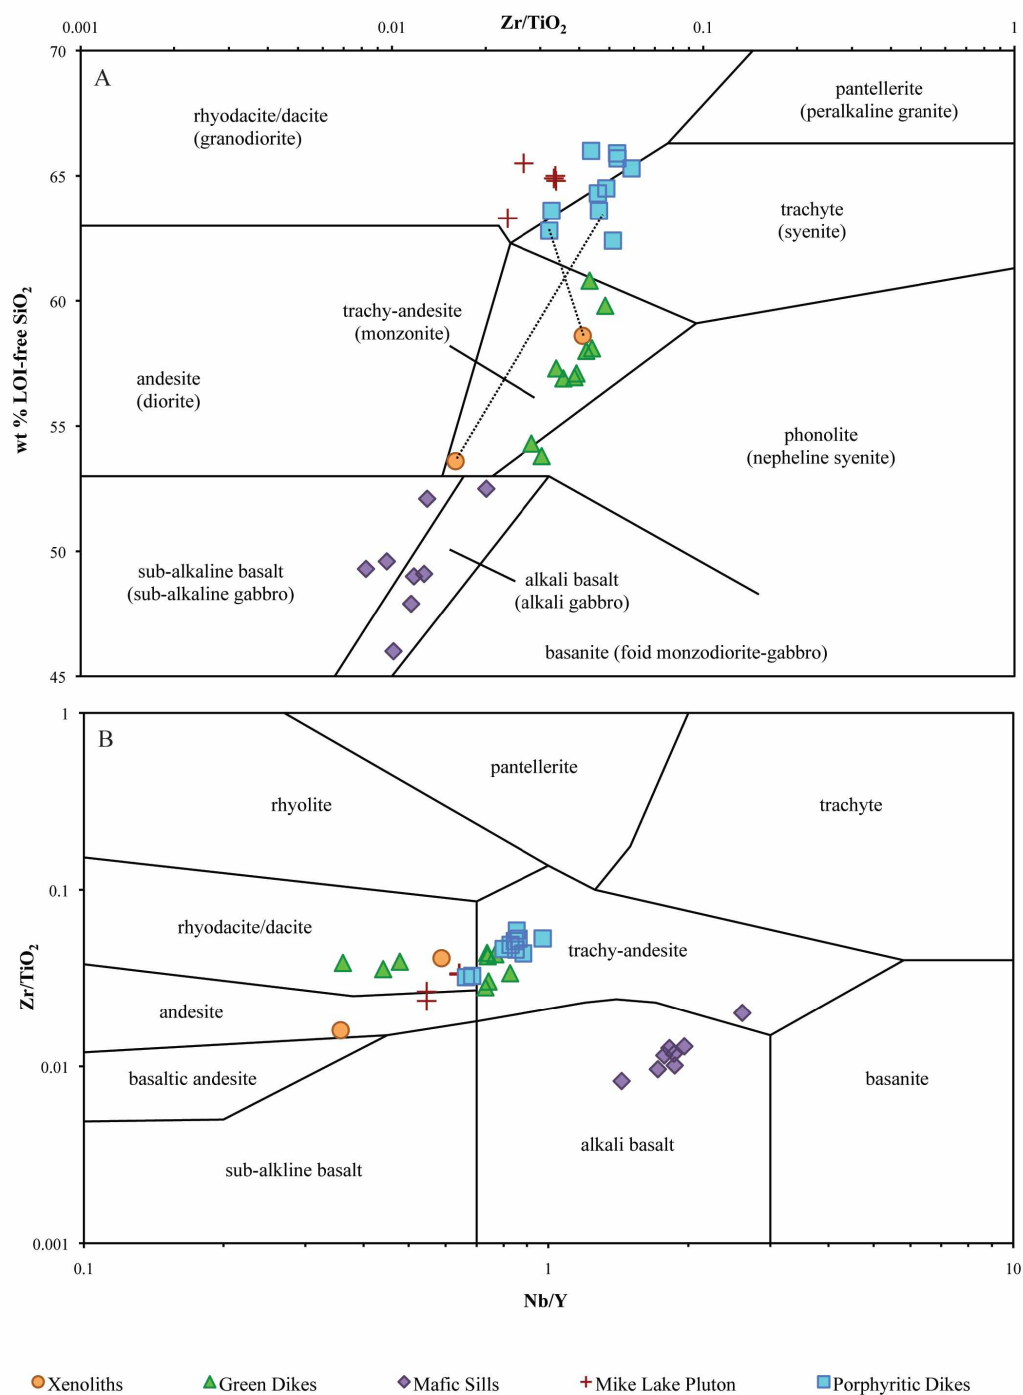 Zr/TiO2
0.001 0.01 0.1 1
70
A
pantellerite
(peralkaline granite)
rhyodacite/dacite
(granodiorite)
65
trachyte
(syenite)
60
trachy-andesite
(monzonite)
wt % LOI-free SiO2
andesite
(diorite)
55
phonolite
(nepheline syenite)
50
sub-alkaline basalt
(sub-alkaline gabbro)
alkali basalt
(alkali gabbro)
basanite (foid monzodiorite-gabbro)
45
1
B
pantellerite
rhyolite
trachyte
0.1
rhyodacite/dacite
trachy-andesite
Zr/TiO2
andesite
0.01
basaltic andesite
basanite
alkali basalt
sub-alkline basalt
0.001
0.1 1 10
Nb/Y
Xenoliths Green Dikes Mafic Sills Mike Lake Pluton Porphyritic Dikes